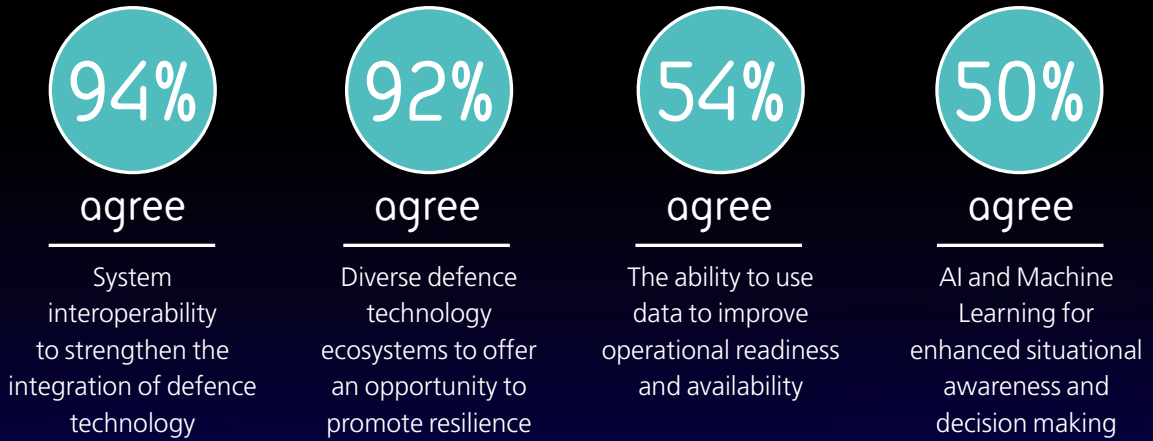 94%
agree
System
interoperability
to strengthen the
integration of defence
technology
92%
agree
Diverse defence
technology
ecosystems to offer
an opportunity to
promote resilience
54%
agree
The ability to use
data to improve
operational readiness
and availability
50%
agree
AI and Machine
Learning for
enhanced situational
awareness and
decision making